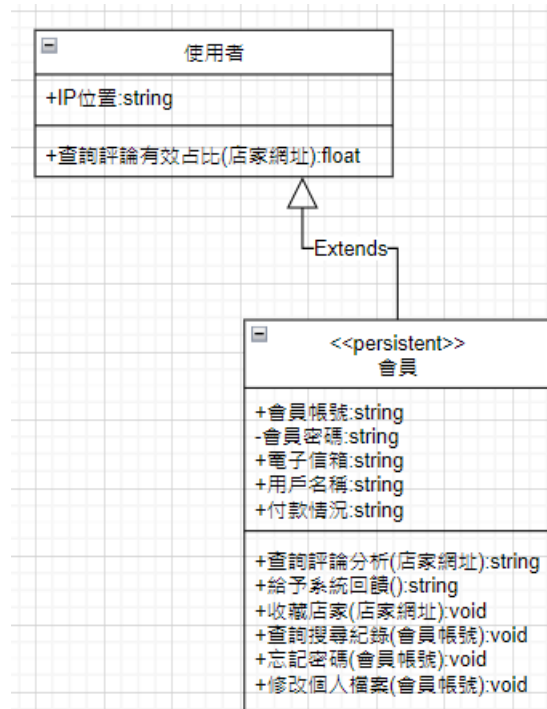 使用者
+IP位置:string
+查詢評論有效占比(店家網址):float
Extends
<<persistent>>
會員
+會員帳號:string
-會員密碼:string
+電子信箱:string
+用戶名稱:string
+付款情況:string
+查詢評論分析(店家網址):string
+給予系統回饋():string
+收藏店家(店家網址):void
+查詢搜尋紀錄(會員帳號):void
+忘記密碼(會員帳號):void
+修改個人檔案(會員帳號):void